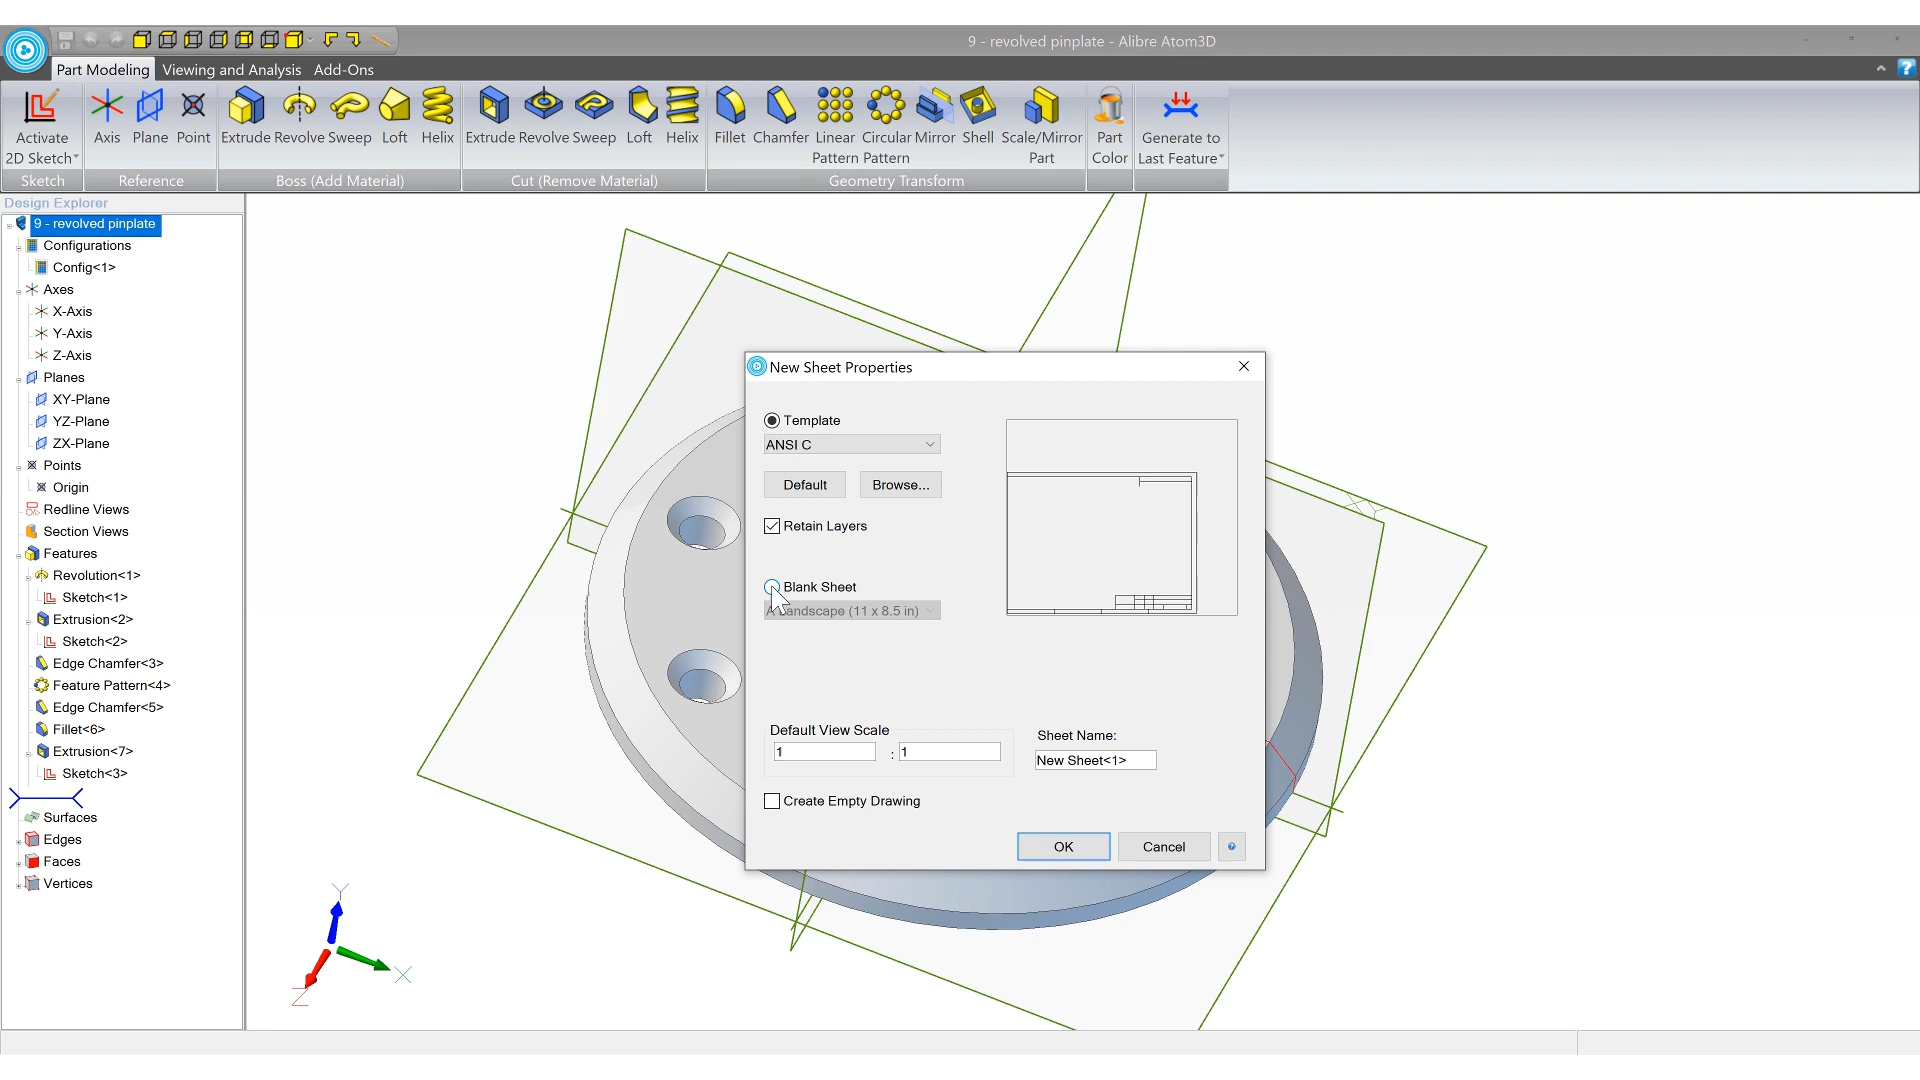 9 - revolved pinplate - Alibre Atom3D
Part Modeling Viewing and Analysis Add-Ons
Activate 2D Sketch
Axis Plane Point
Extrude Revolve Sweep Loft Helix
Extrude Revolve Sweep Loft Helix
Fillet Chamfer Linear Pattern Circular Pattern Mirror Shell Scale/Mirror Part
Part Color
Generate to Last Feature
Sketch Reference Boss (Add Material) Cut (Remove Material) Geometry Transform
Design Explorer
9 - revolved pinplate
Configurations
Config<1>
Axes
X-Axis
Y-Axis
Z-Axis
Planes
XY-Plane
YZ-Plane
ZX-Plane
Points
Origin
Redline Views
Section Views
Features
Revolution<1>
Sketch<1>
Extrusion<2>
Sketch<2>
Edge Chamfer<3>
Feature Pattern<4>
Edge Chamfer<5>
Fillet<6>
Extrusion<7>
Sketch<3>
Surfaces
Edges
Faces
Vertices
New Sheet Properties
Template
ANSI C
Default Browse...
Retain Layers
Blank Sheet
A Landscape (11 x 8.5 in)
Default View Scale
1 : 1
Sheet Name:
New Sheet<1>
Create Empty Drawing
OK Cancel ?
Y
X
Z